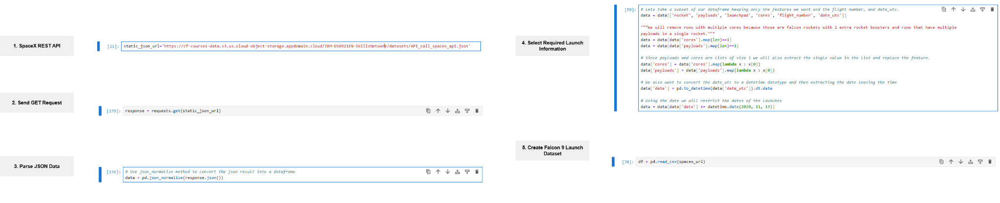 1. SpaceX REST API
[21]: static_json_url='https://cf-courses-data.s3.us.cloud-object-storage.appdomain.cloud/IBM-DS0321EN-SkillsNetwork/datasets/API_call_spacex_api.json'
2. Send GET Request
[275]: response = requests.get(static_json_url)
3. Parse JSON Data
[276]: # Use json_normalize method to convert the json result into a dataframe
data = pd.json_normalize(response.json())
4. Select Required Launch
Information
[59]: # Lets take a subset of our dataframe keeping only the features we want and the flight number, and date_utc.
data = data[['rocket', 'payloads', 'launchpad', 'cores', 'flight_number', 'date_utc']]
"""We will remove rows with multiple cores because those are falcon rockets with 2 extra rocket boosters and rows that have multiple
payloads in a single rocket."""
data = data[data['cores'].map(len)==1]
data = data[data['payloads'].map(len)==1]
# Since payloads and cores are lists of size 1 we will also extract the single value in the list and replace the feature.
data['cores'] = data['cores'].map(lambda x : x[0])
data['payloads'] = data['payloads'].map(lambda x : x[0])
# We also want to convert the date_utc to a datetime datatype and then extracting the date leaving the time
data['date'] = pd.to_datetime(data['date_utc']).dt.date
# Using the date we will restrict the dates of the launches
data = data[data['date'] <= datetime.date(2020, 11, 13)]
5. Create Falcon 9 Launch
Dataset
[70]: df = pd.read_csv(spacex_url)